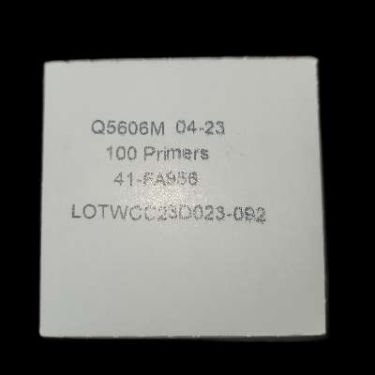 Q5606M 04-23
100 Primers
41-FA956
LOTWCC23D023-092